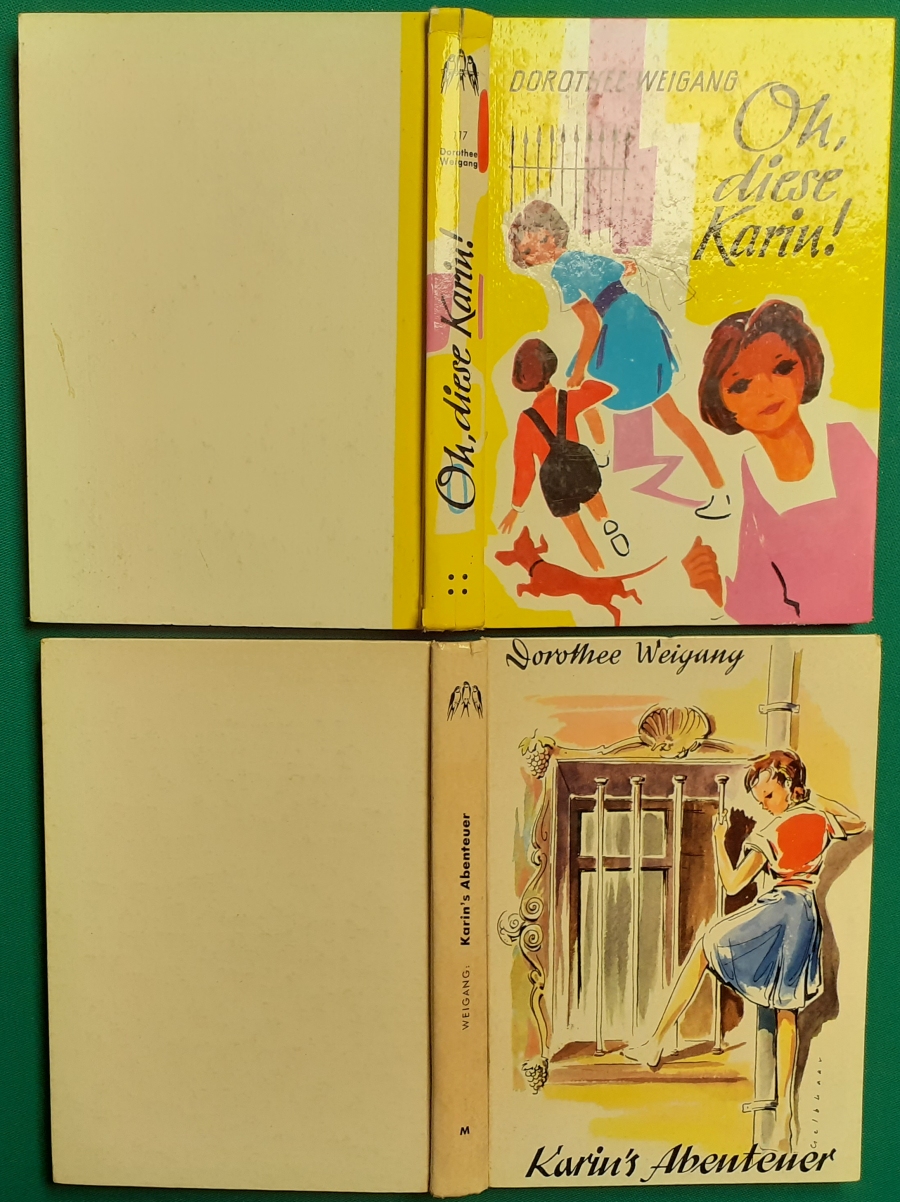 117
Dorothee
Weigang
Oh, diese Karin!
DOROTHEE WEIGANG
Oh,
diese
Karin!
WEIGANG: Karin's Abenteuer
M
Dorothee Weigang
Karin's Abenteuer